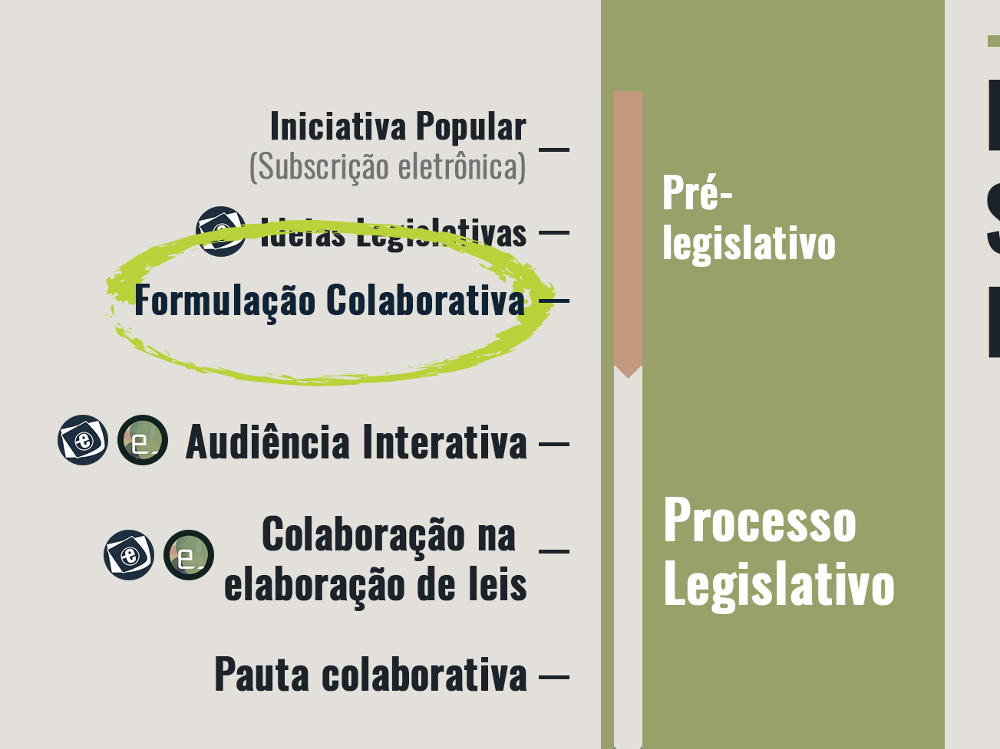 Iniciativa Popular
(Subscrição eletrônica)
Ideias Legislativas
Formulação Colaborativa
Audiência Interativa
Colaboração na
elaboração de leis
Pauta colaborativa
Pré-
legislativo
Processo
Legislativo